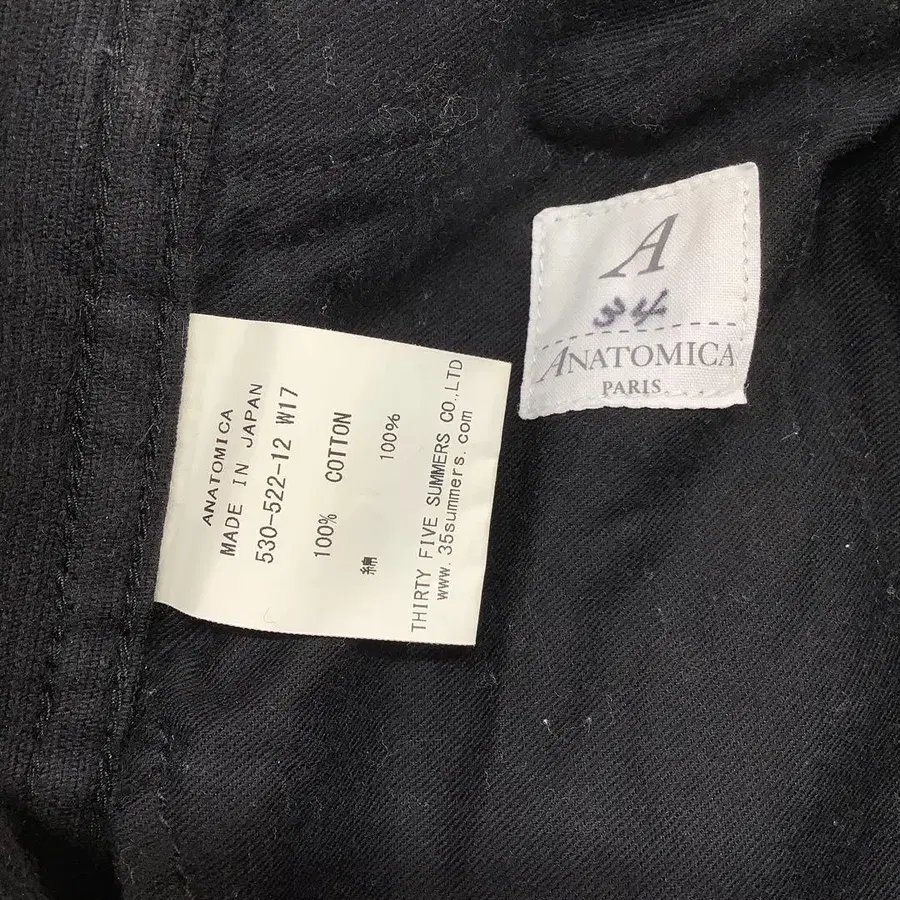 ANATOMICA
MADE IN JAPAN
530-522-12 W17
100% COTTON
綿 100%
THIRTY FIVE SUMMERS CO.,LTD
www.35summers.com
A
34
ANATOMICA
PARIS